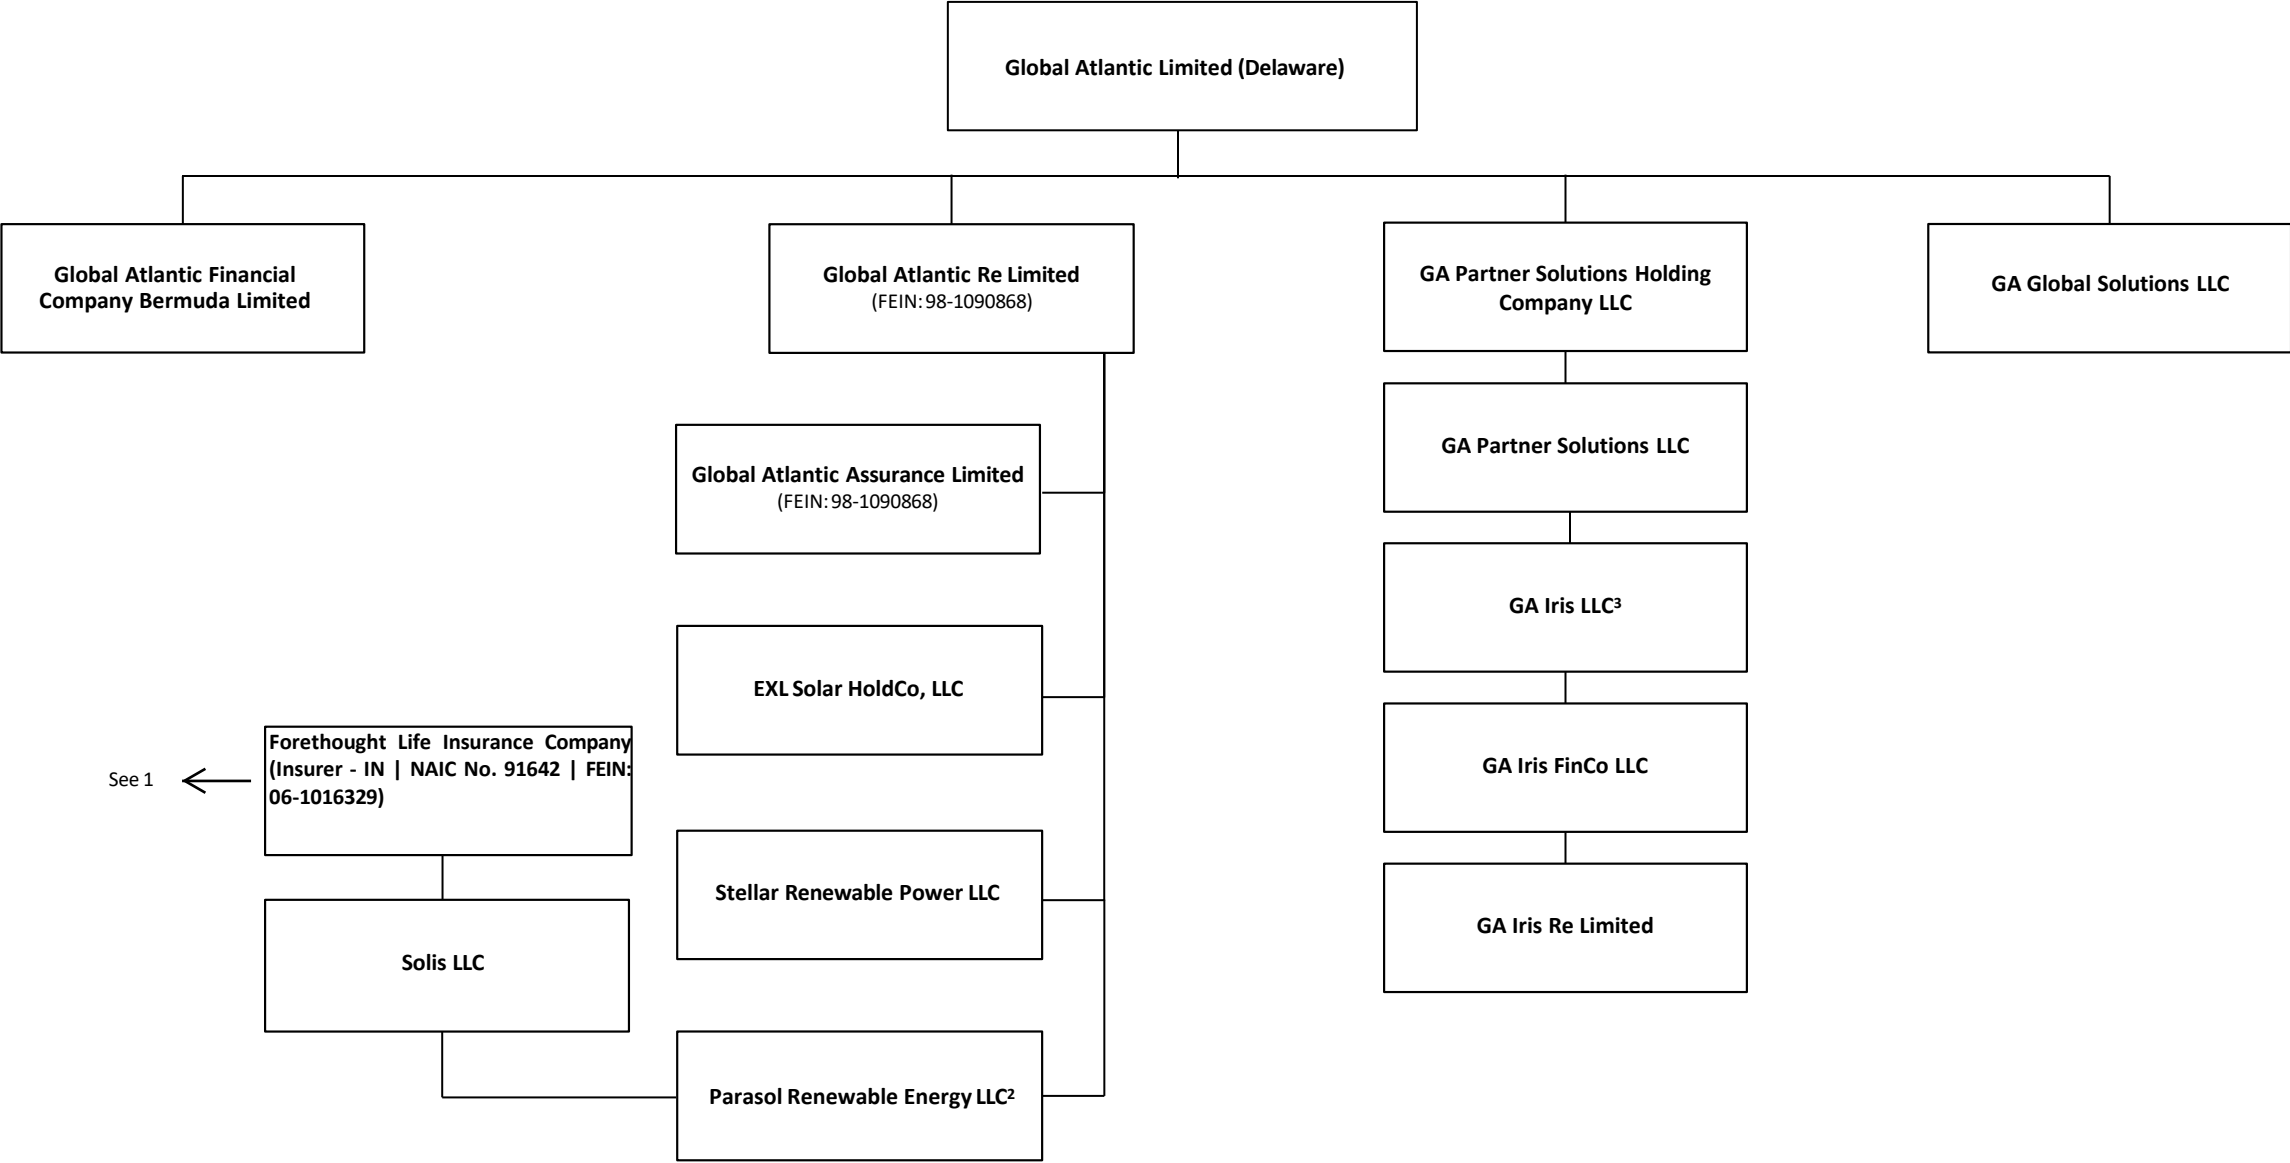 Global Atlantic Limited (Delaware)
Global Atlantic Financial
Company Bermuda Limited
Global Atlantic Re Limited
(FEIN: 98-1090868)
GA Partner Solutions Holding
Company LLC
GA Global Solutions LLC
GA Partner Solutions LLC
Global Atlantic Assurance Limited
(FEIN: 98-1090868)
GA Iris LLC³
EXL Solar HoldCo, LLC
Forethought Life Insurance Company
(Insurer - IN | NAIC No. 91642 | FEIN:
06-1016329)
See 1
GA Iris FinCo LLC
Stellar Renewable Power LLC
GA Iris Re Limited
Solis LLC
Parasol Renewable Energy LLC²